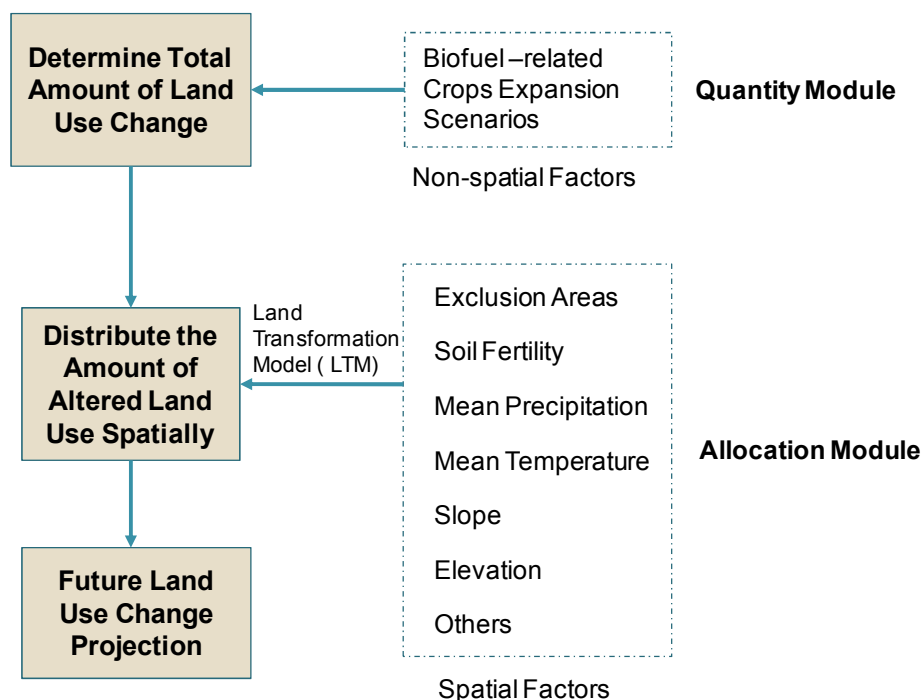 Determine Total
Amount of Land
Use Change
Biofuel –related
Crops Expansion
Scenarios
Quantity Module
Non-spatial Factors
Distribute the
Amount of
Altered Land
Use Spatially
Land
Transformation
Model ( LTM)
Exclusion Areas
Soil Fertility
Mean Precipitation
Mean Temperature
Slope
Elevation
Others
Allocation Module
Future Land
Use Change
Projection
Spatial Factors